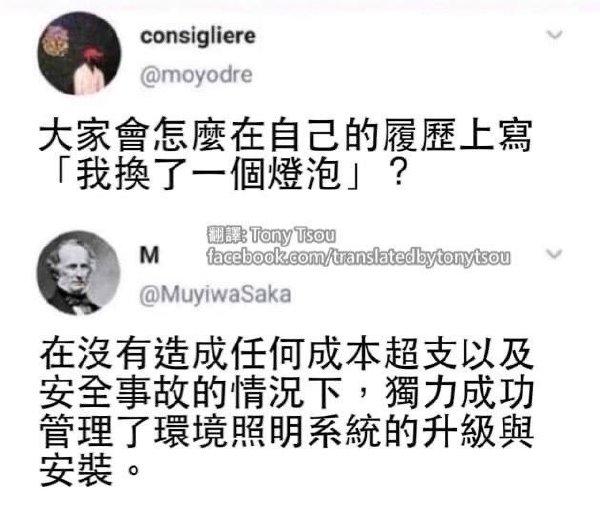 consigliere
@moyodre
大家會怎麼在自己的履歷上寫
「我換了一個燈泡」？
翻譯: Tony Tsou
facebook.com/translatedbytonytsou
M
@MuyiwaSaka
在沒有造成任何成本超支以及
安全事故的情況下，獨力成功
管理了環境照明系統的升級與
安裝。